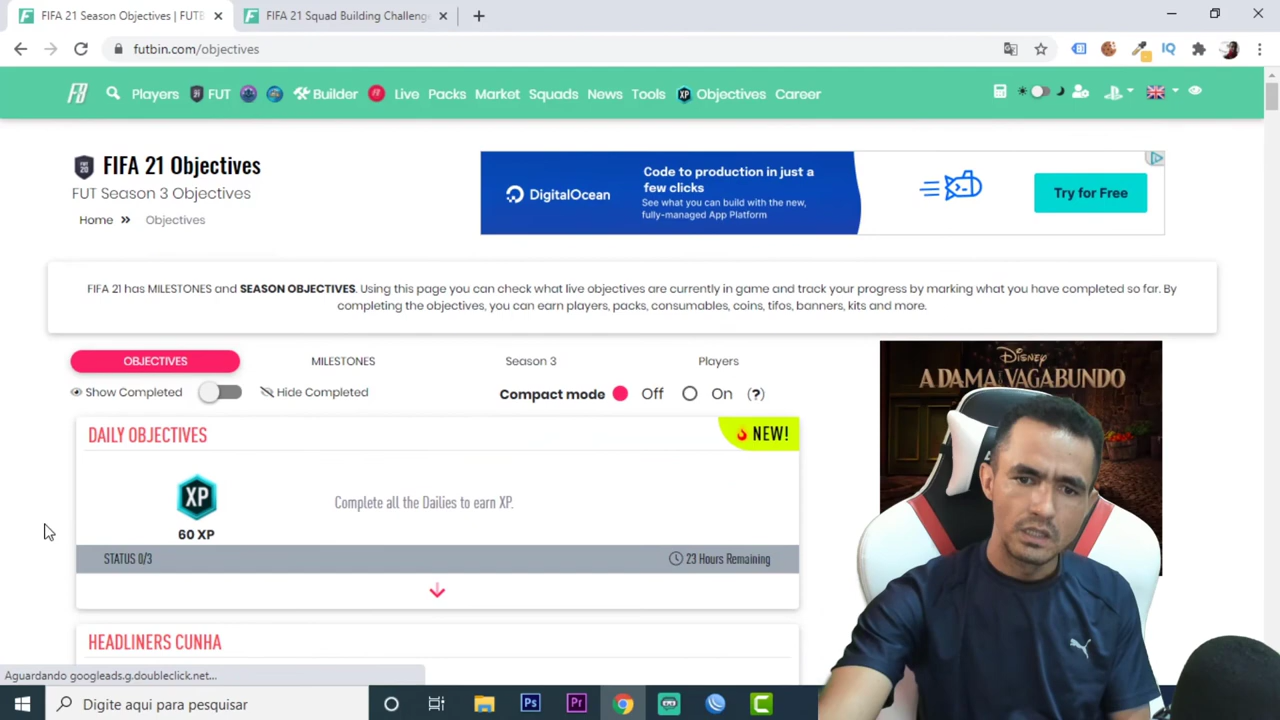 FIFA 21 Season Objectives | FUTB
FIFA 21 Squad Building Challeng
futbin.com/objectives
IQ
F8 Players FUT Builder Live Packs Market Squads News Tools XP Objectives Career
FIFA 21 Objectives
FUT Season 3 Objectives
Home » Objectives
DigitalOcean
Code to production in just a
few clicks
See what you can build with the new,
fully-managed App Platform
Try for Free
FIFA 21 has MILESTONES and SEASON OBJECTIVES. Using this page you can check what live objectives are currently in game and track your progress by marking what you have completed so far. By
completing the objectives, you can earn players, packs, consumables, coins, tifos, banners, kits and more.
OBJECTIVES MILESTONES Season 3 Players
Show Completed Hide Completed Compact mode Off On (?)
DISNEY
A DAMA e VAGABUNDO
DAILY OBJECTIVES
NEW!
XP
60 XP
Complete all the Dailies to earn XP.
STATUS 0/3
23 Hours Remaining
HEADLINERS CUNHA
Aguardando googleads.g.doubleclick.net...
Digite aqui para pesquisar
Ps
Pr